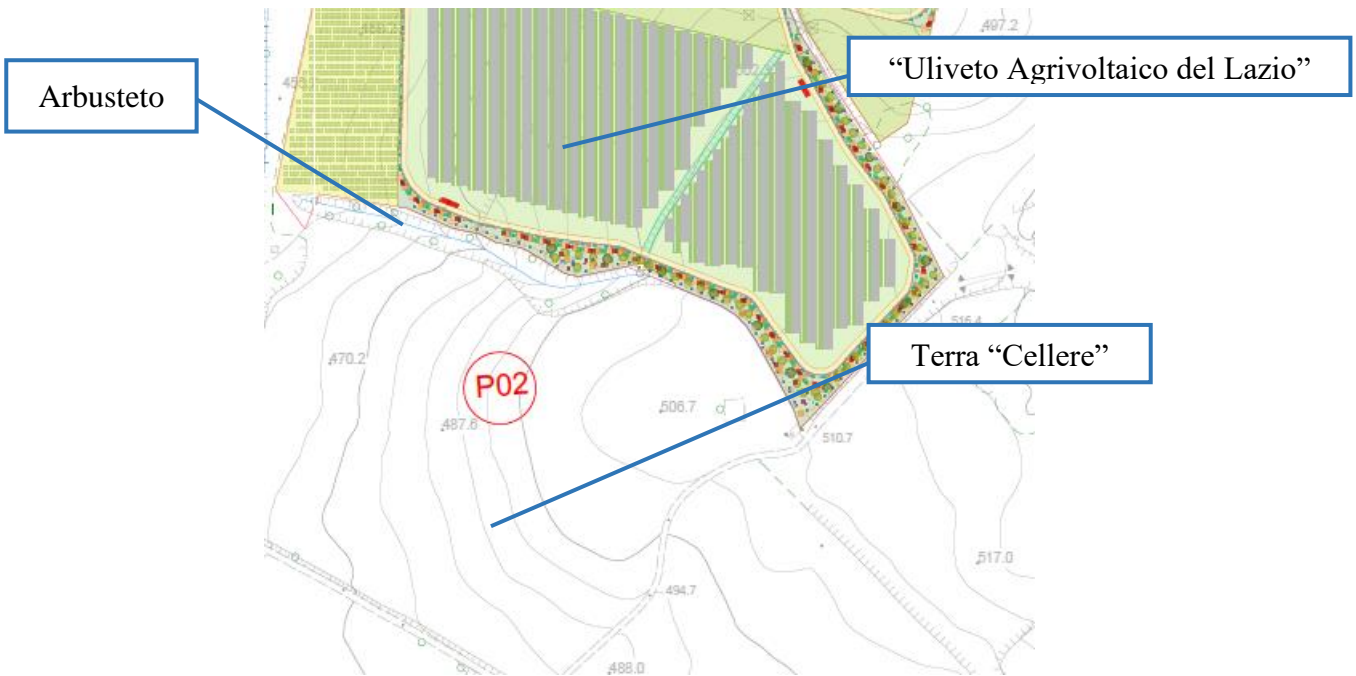 497.2
“Uliveto Agrivoltaico del Lazio”
Arbusteto
516.4
Terra “Cellere”
470.2
P02
506.7
487.6
510.7
517.0
494.7
488.0